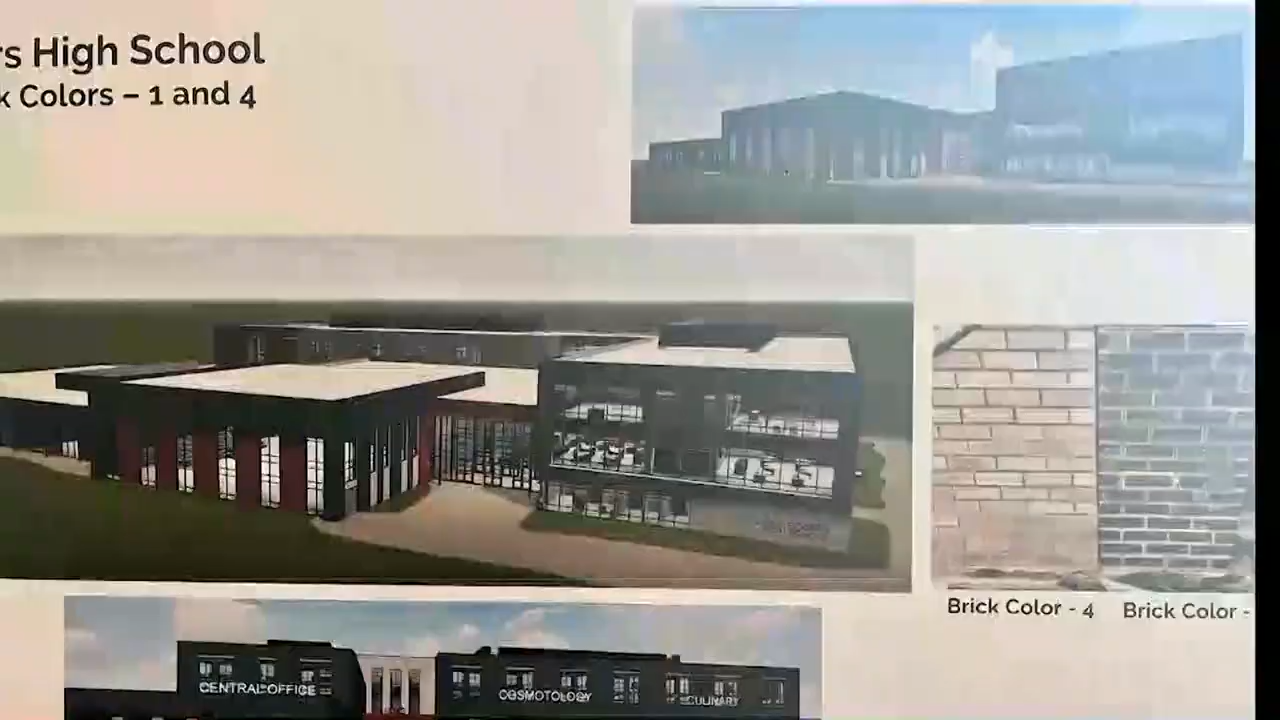 rs High School
k Colors – 1 and 4
Brick Color - 4 Brick Color -
CENTRAL OFFICE
COSMOTOLOGY
CULINARY